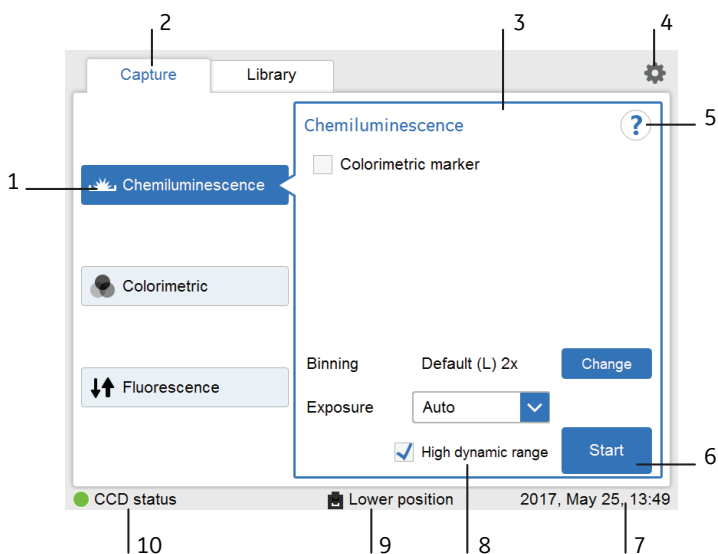 2 3 4
Capture Library
Chemiluminescence ? 5
Colorimetric marker
1 Chemiluminescence
Colorimetric
Binning Default (L) 2x Change
Fluorescence
Exposure Auto
High dynamic range Start 6
CCD status Lower position 2017, May 25, 13:49
10 9 8 7